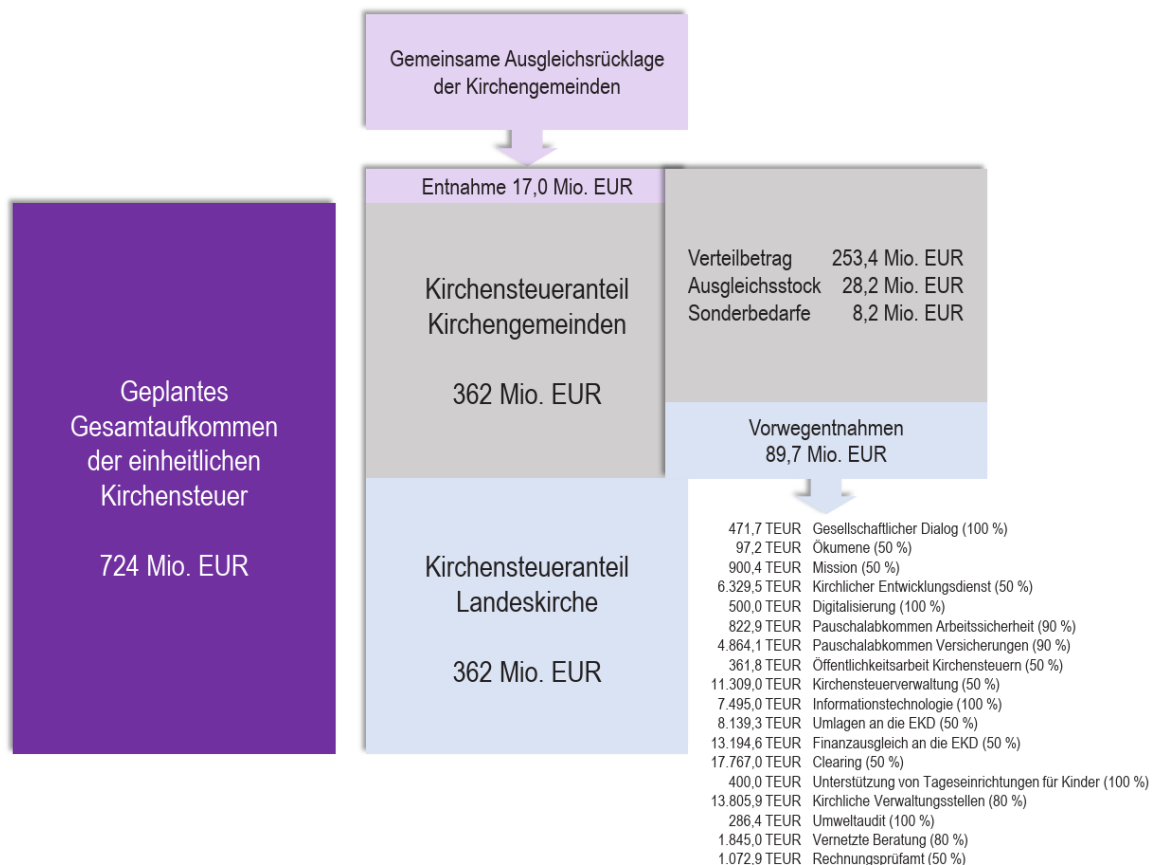 Gemeinsame Ausgleichsrücklage
der Kirchengemeinden
Entnahme 17,0 Mio. EUR
Geplantes
Gesamtaufkommen
der einheitlichen
Kirchensteuer
724 Mio. EUR
Kirchensteueranteil
Kirchengemeinden
362 Mio. EUR
Kirchensteueranteil
Landeskirche
362 Mio. EUR
Verteilbetrag 253,4 Mio. EUR
Ausgleichsstock 28,2 Mio. EUR
Sonderbedarfe 8,2 Mio. EUR
Vorwegentnahmen
89,7 Mio. EUR
471,7 TEUR Gesellschaftlicher Dialog (100 %)
97,2 TEUR Ökumene (50 %)
900,4 TEUR Mission (50 %)
6.329,5 TEUR Kirchlicher Entwicklungsdienst (50 %)
500,0 TEUR Digitalisierung (100 %)
822,9 TEUR Pauschalabkommen Arbeitssicherheit (90 %)
4.864,1 TEUR Pauschalabkommen Versicherungen (90 %)
361,8 TEUR Öffentlichkeitsarbeit Kirchensteuern (50 %)
11.309,0 TEUR Kirchensteuerverwaltung (50 %)
7.495,0 TEUR Informationstechnologie (100 %)
8.139,3 TEUR Umlagen an die EKD (50 %)
13.194,6 TEUR Finanzausgleich an die EKD (50 %)
17.767,0 TEUR Clearing (50 %)
400,0 TEUR Unterstützung von Tageseinrichtungen für Kinder (100 %)
13.805,9 TEUR Kirchliche Verwaltungsstellen (80 %)
286,4 TEUR Umweltaudit (100 %)
1.845,0 TEUR Vernetzte Beratung (80 %)
1.072,9 TEUR Rechnungsprüfamt (50 %)